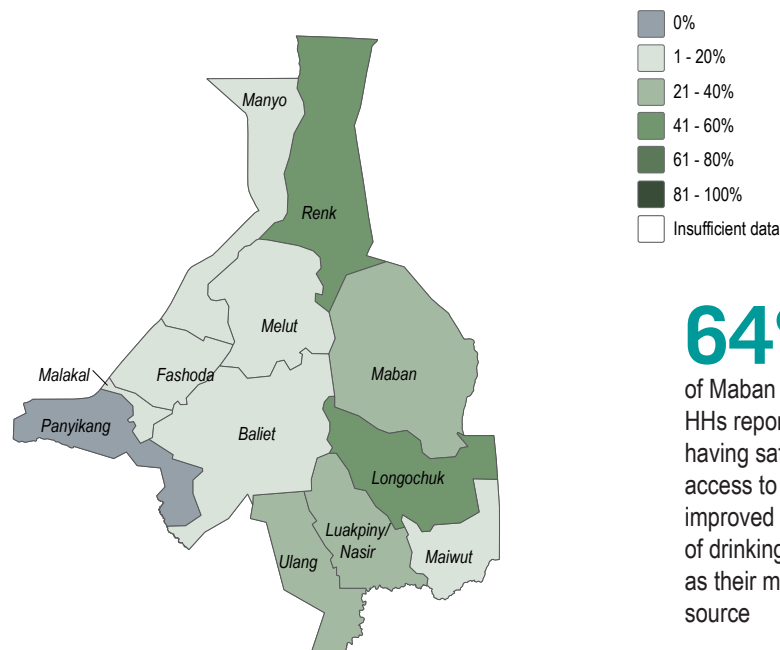 0%
1 - 20%
21 - 40%
41 - 60%
61 - 80%
81 - 100%
Insufficient data
Manyo
Renk
Melut
Maban
Malakal
Fashoda
Panyikang
Baliet
Longochuk
Luakpiny/
Nasir
Ulang
Maiwut
64
of Maban
HHs
having
access to
improved
of drinking
as their
source